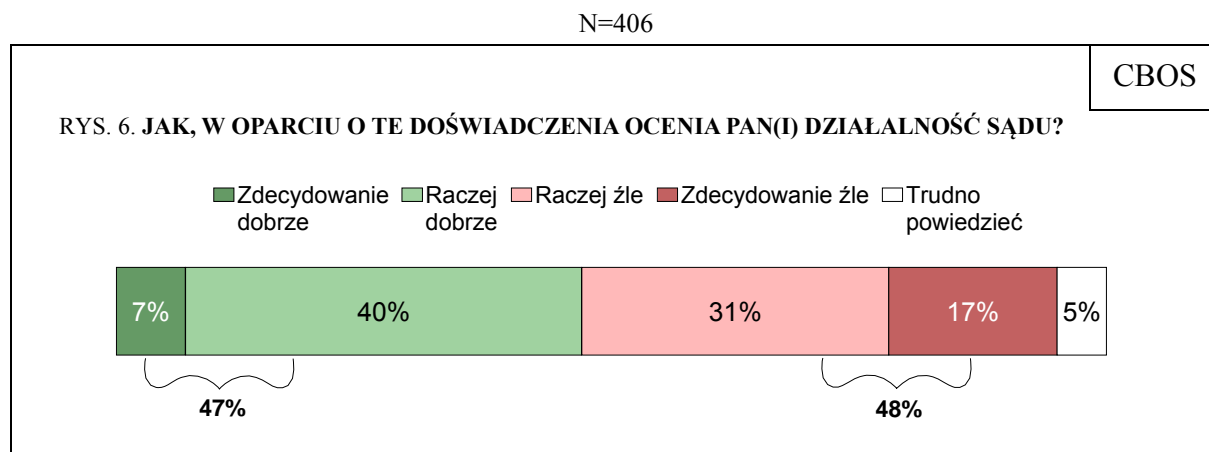 N=406
CBOS
RYS. 6. JAK, W OPARCIU O TE DOŚWIADCZENIA OCENIA PAN(I) DZIAŁALNOŚĆ SĄDU?
Zdecydowanie dobrze
Raczej dobrze
Raczej źle
Zdecydowanie źle
Trudno powiedzieć
7% 40% 31% 17% 5%
47% 48%